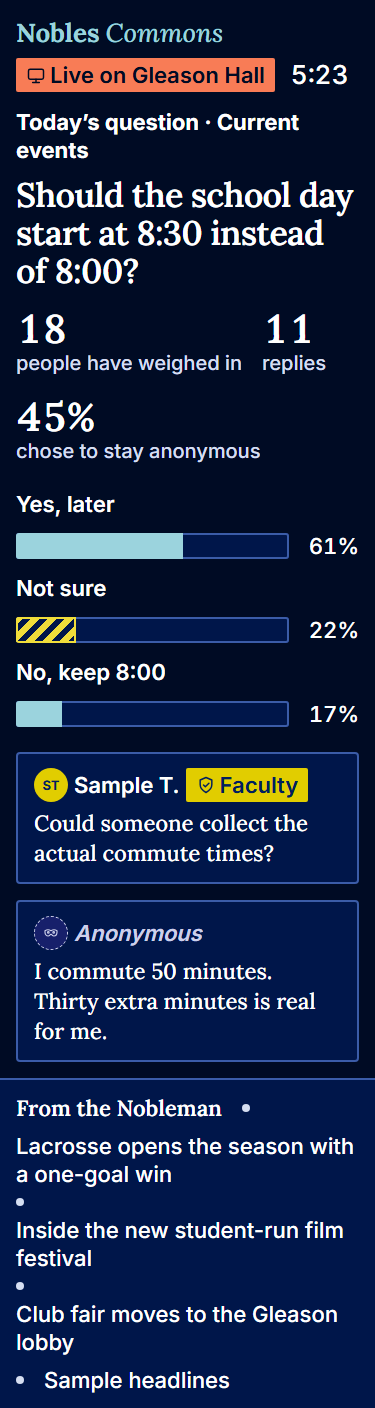 Nobles Commons
Live on Gleason Hall 5:23
Today’s question · Current
events
Should the school day
start at 8:30 instead
of 8:00?
18 11
people have weighed in replies
45%
chose to stay anonymous
Yes, later
61%
Not sure
22%
No, keep 8:00
17%
ST Sample T. Faculty
Could someone collect the
actual commute times?
Anonymous
I commute 50 minutes.
Thirty extra minutes is real
for me.
From the Nobleman •
Lacrosse opens the season with
a one-goal win
•
Inside the new student-run film
festival
•
Club fair moves to the Gleason
lobby
• Sample headlines